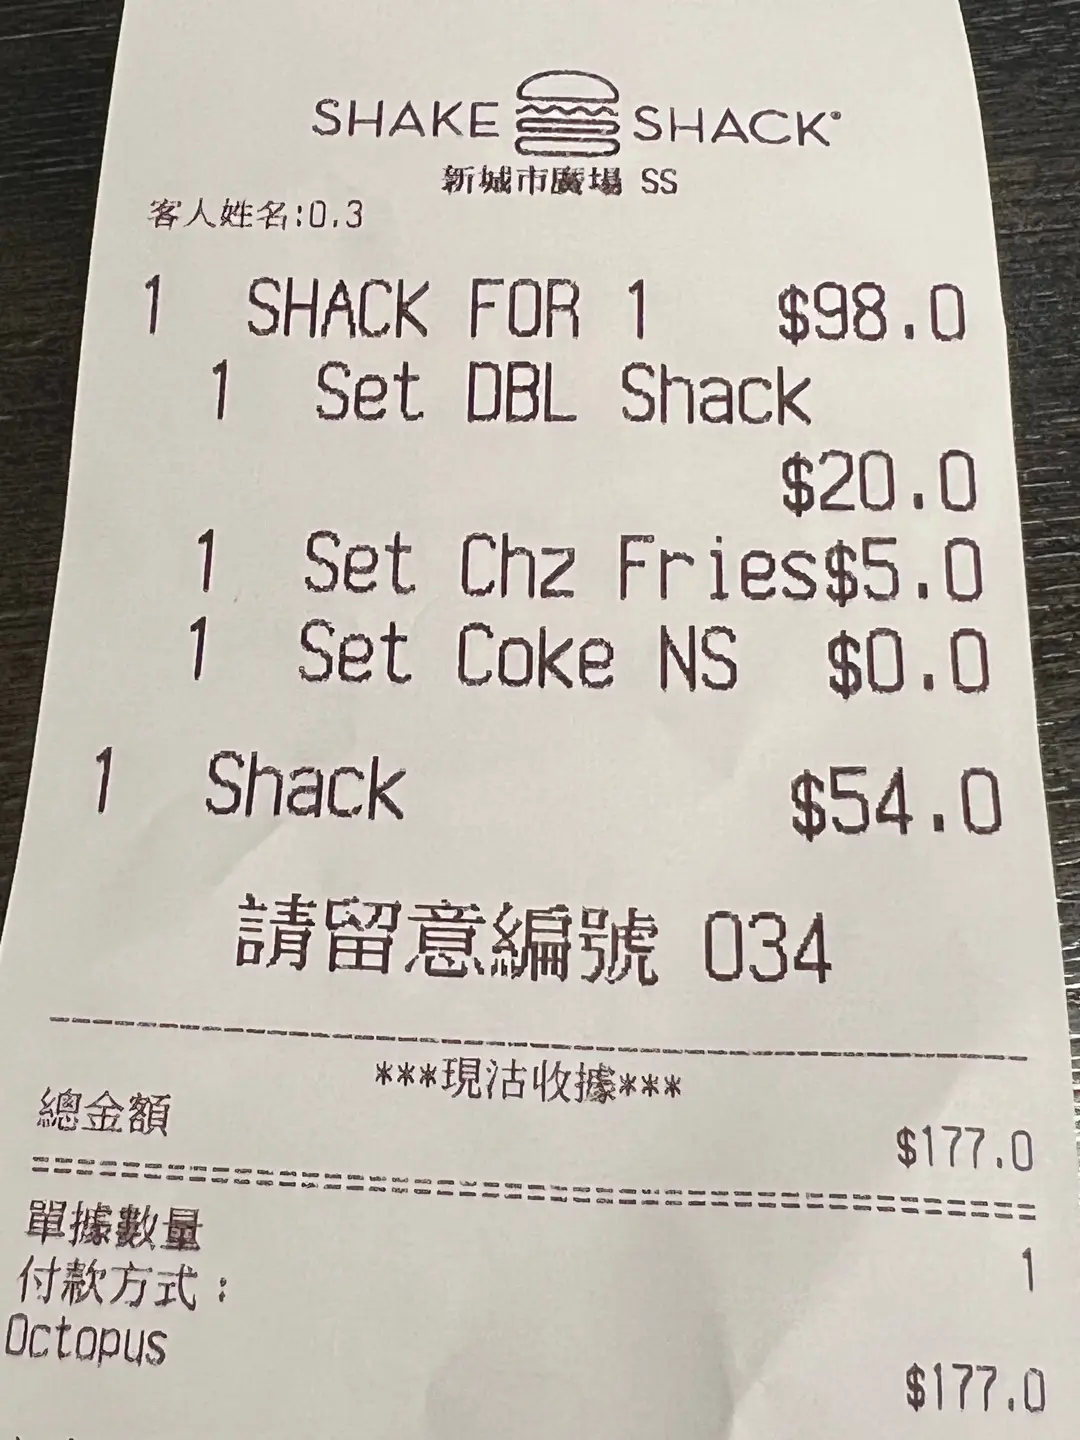 SHAKE SHACK
新城市廣場 SS
客人姓名:0.3
1 SHACK FOR 1 $98.0
1 Set DBL Shack
$20.0
1 Set Chz Fries$5.0
1 Set Coke NS $0.0
1 Shack $54.0
請留意編號 034
***現沽收據***
總金額 $177.0
單據數量 1
付款方式：
Octopus $177.0